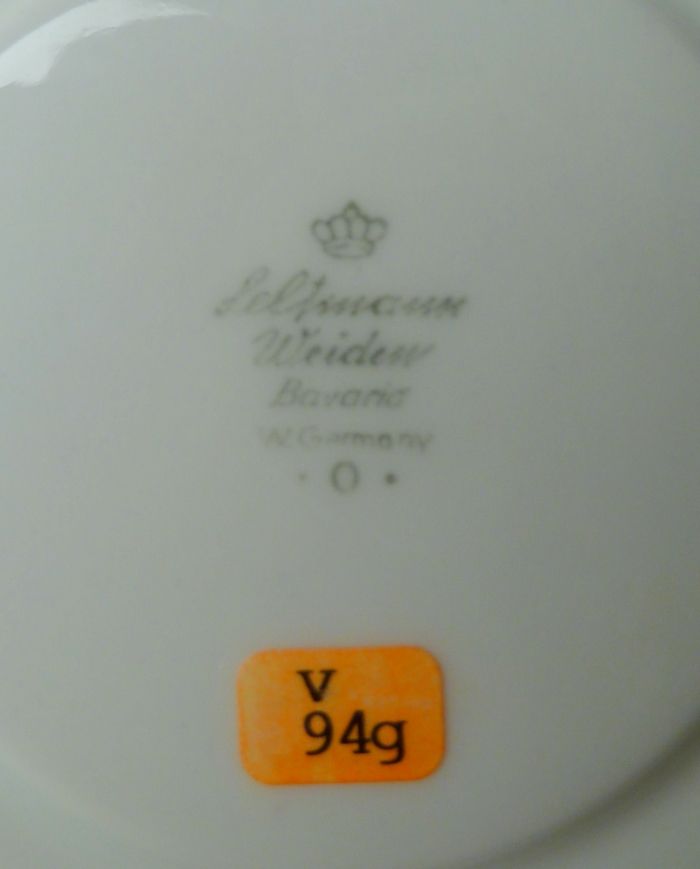 Seltmann
Weiden
Bavaria
W. Germany
· O ·
v
94g